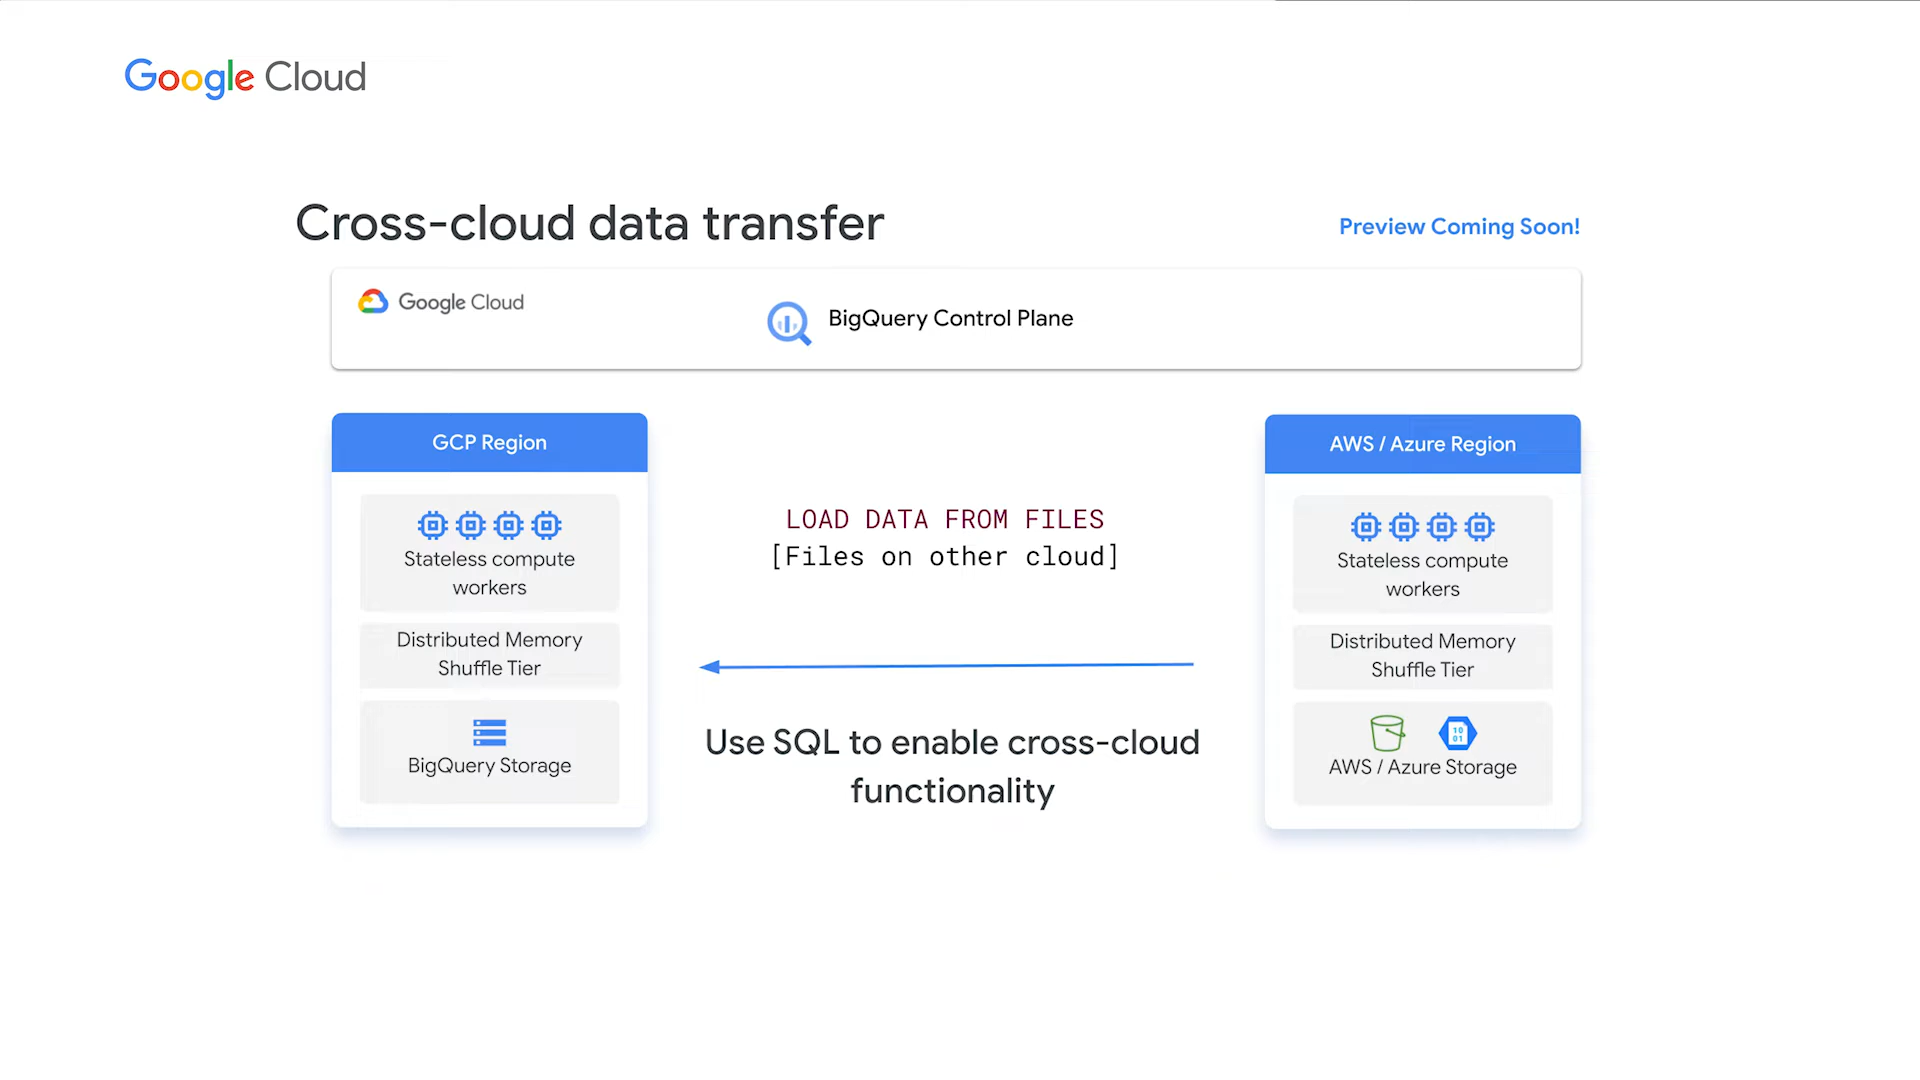 Google Cloud
Cross-cloud data transfer
Preview Coming Soon!
Google Cloud
BigQuery Control Plane
GCP Region
Stateless compute
workers
Distributed Memory
Shuffle Tier
BigQuery Storage
LOAD DATA FROM FILES
[Files on other cloud]
Use SQL to enable cross-cloud
functionality
AWS / Azure Region
Stateless compute
workers
Distributed Memory
Shuffle Tier
10
01
AWS / Azure Storage